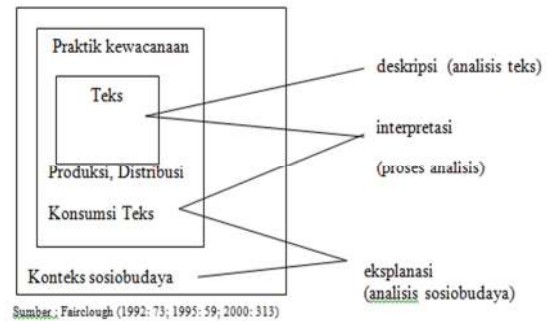 Praktik kewacanaan
Teks
Produksi, Distribusi
Konsumsi Teks
Konteks sosiobudaya
deskripsi (analisis teks)
interpretasi
(proses analisis)
eksplanasi
(analisis sosiobudaya)
Sumber : Fairclough (1992: 73; 1995: 59; 2000: 313)